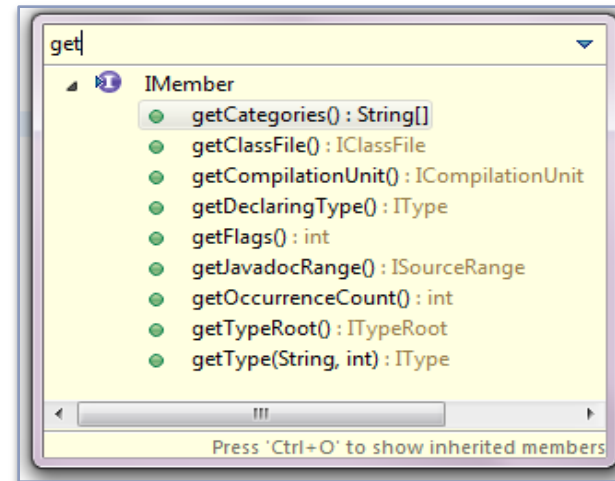 get
IMember
getCategories() : String[]
getClassFile() : IClassFile
getCompilationUnit() : ICompilationUnit
getDeclaringType() : IType
getFlags() : int
getJavadocRange() : ISourceRange
getOccurrenceCount() : int
getTypeRoot() : ITypeRoot
getType(String, int) : IType
Press 'Ctrl+O' to show inherited members